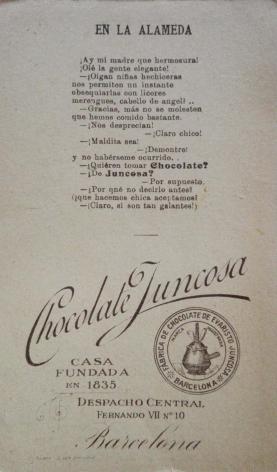 EN LA ALAMEDA
¡Ay mi madre que hermosura!
¡Olé la gente elegante!
—¡Oigan niñas hechiceras
nos permiten un instante
obsequiarlas con licores
merengues, cabello de angel! ..
—Gracias, más no se molesten
que hemos comido bastante.
—¡Nos desprecian!
—¡Claro chico!
—¡Maldita sea!
—¡Demontre!
y no habérseme ocurrido. .
—¿Quiéren tomar Chocolate?
—¿De Juncosa?
—Por supuesto.
—¿Por qué no decirlo antes?
(¡que hacemos chica aceptamos!
—¡Claro, si son tan galantes!)
Chocolate Juncosa
CASA
FUNDADA
EN 1835
FABRICA DE CHOCOLATE DE EVARISTO JUNCOSA
BARCELONA
MARCA
DESPACHO CENTRAL
FERNANDO VII Nº 10
Barcelona